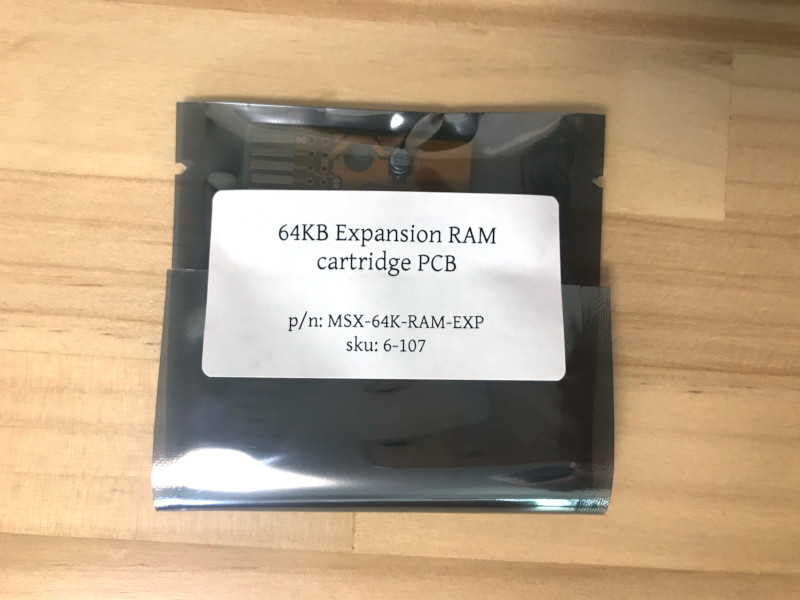 64KB Expansion RAM
cartridge PCB
p/n: MSX-64K-RAM-EXP
sku: 6-107